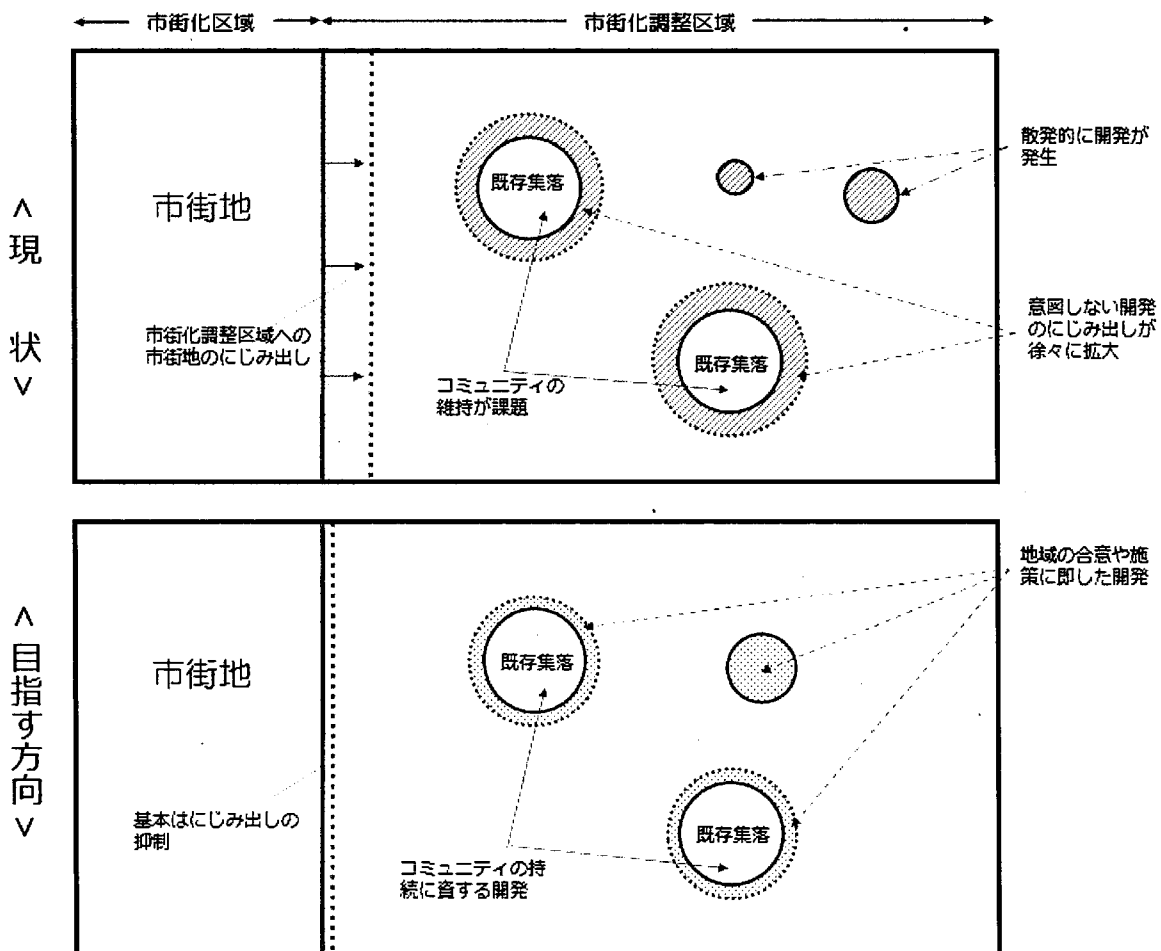 市街化区域
市街化調整区域
＜現状＞
市街地
既存集落
散発的に開発が
発生
市街化調整区域への
市街地のにじみ出し
既存集落
意図しない開発
のにじみ出しが
徐々に拡大
コミュニティの
維持が課題
＜目指す方向＞
市街地
既存集落
地域の合意や施
策に即した開発
基本はにじみ出しの
抑制
既存集落
コミュニティの持
続に資する開発